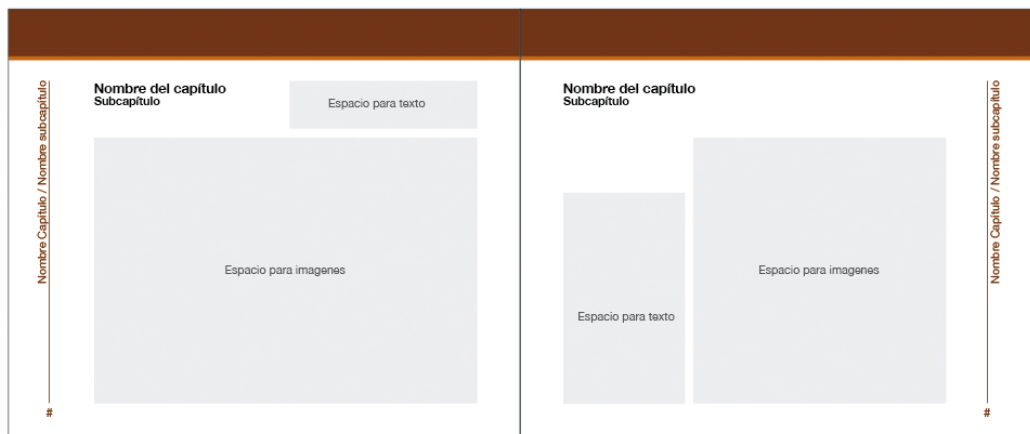 Nombre Capítulo / Nombre subcapítulo
#
Nombre del capítulo
Subcapítulo
Espacio para texto
Espacio para imagenes
Nombre del capítulo
Subcapítulo
Espacio para imagenes
Espacio para texto
Nombre Capítulo / Nombre subcapítulo
#